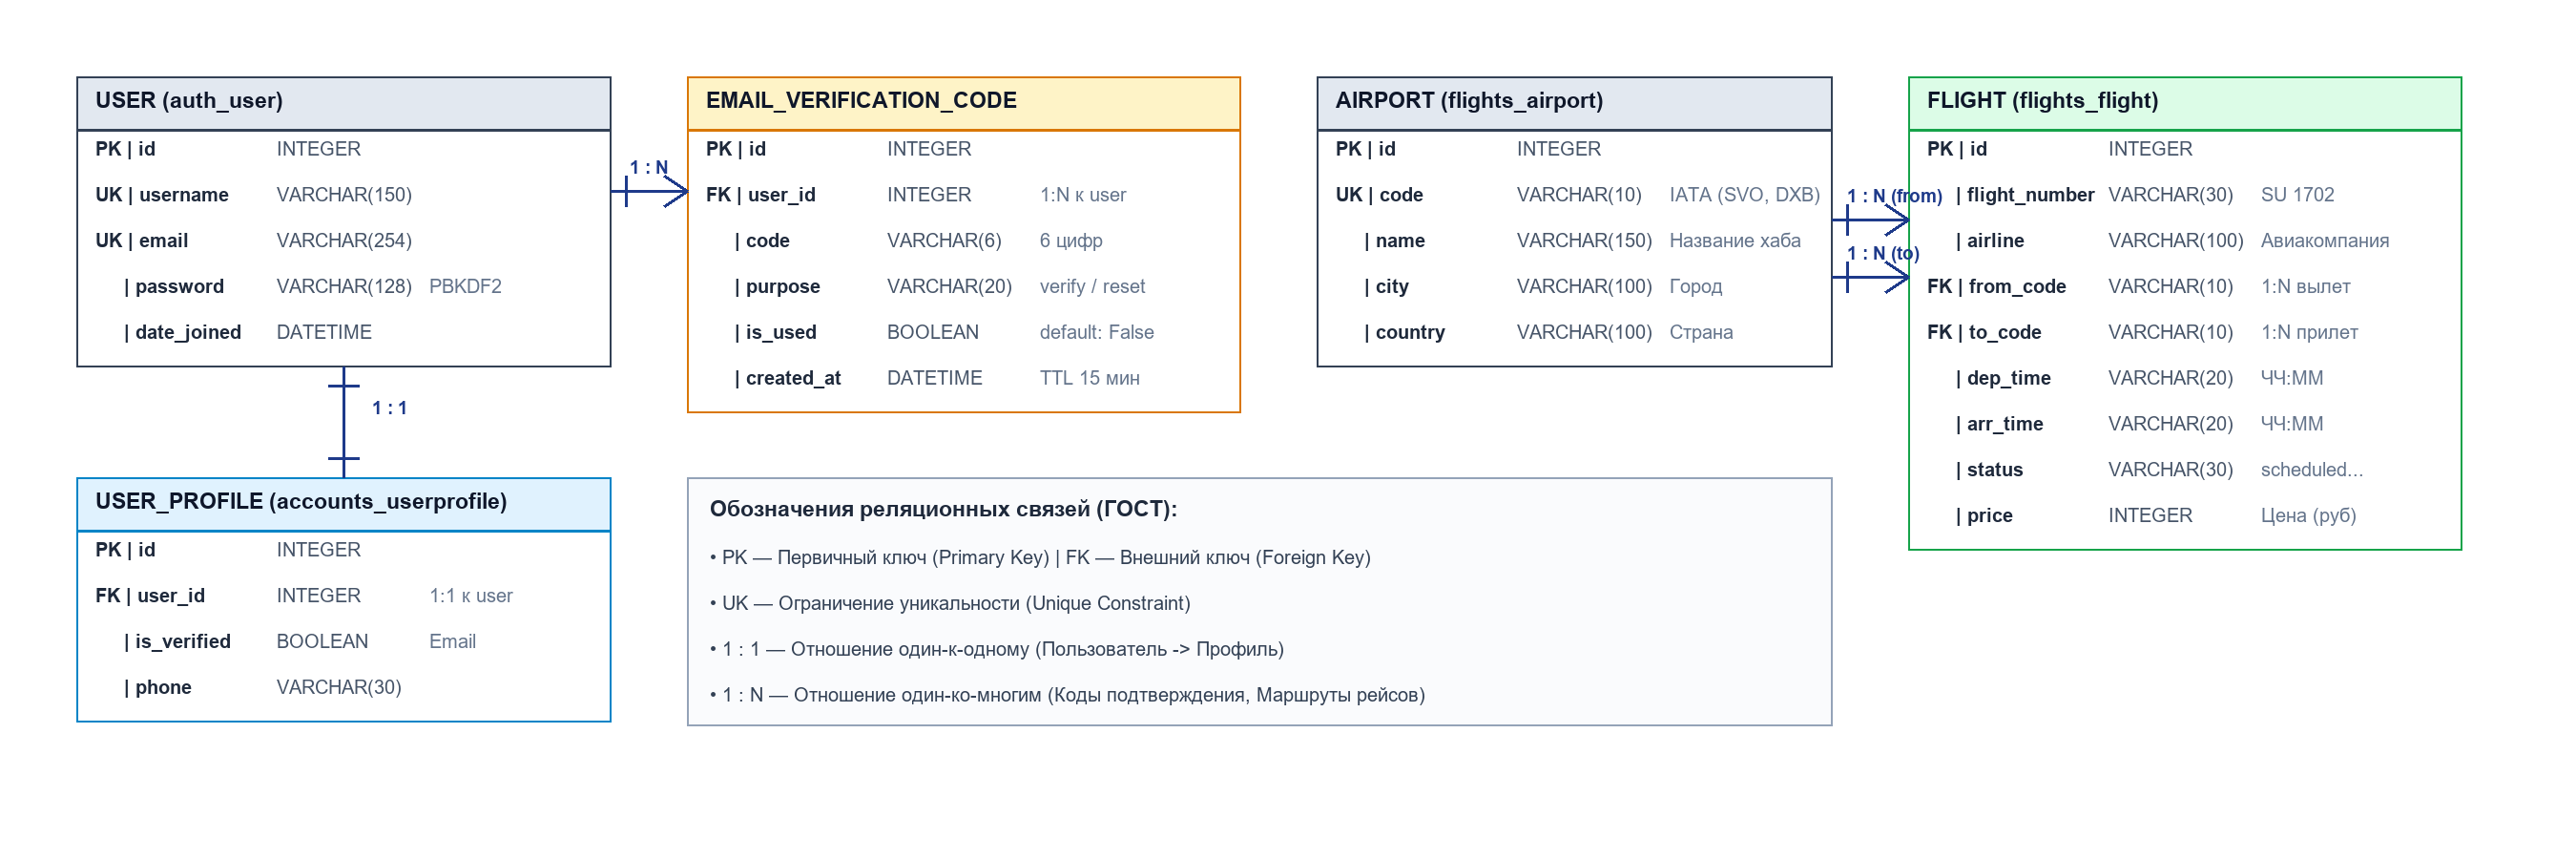 USER (auth_user)
PK | id INTEGER
UK | username VARCHAR(150)
UK | email VARCHAR(254)
| password VARCHAR(128) PBKDF2
| date_joined DATETIME
1 : N
EMAIL_VERIFICATION_CODE
PK | id INTEGER
FK | user_id INTEGER 1:N к user
| code VARCHAR(6) 6 цифр
| purpose VARCHAR(20) verify / reset
| is_used BOOLEAN default: False
| created_at DATETIME TTL 15 мин
AIRPORT (flights_airport)
PK | id INTEGER
UK | code VARCHAR(10) IATA (SVO, DXB)
| name VARCHAR(150) Название хаба
| city VARCHAR(100) Город
| country VARCHAR(100) Страна
1 : N (from)
1 : N (to)
FLIGHT (flights_flight)
PK | id INTEGER
| flight_number VARCHAR(30) SU 1702
| airline VARCHAR(100) Авиакомпания
FK | from_code VARCHAR(10) 1:N вылет
FK | to_code VARCHAR(10) 1:N прилет
| dep_time VARCHAR(20) ЧЧ:ММ
| arr_time VARCHAR(20) ЧЧ:ММ
| status VARCHAR(30) scheduled...
| price INTEGER Цена (руб)
1 : 1
USER_PROFILE (accounts_userprofile)
PK | id INTEGER
FK | user_id INTEGER 1:1 к user
| is_verified BOOLEAN Email
| phone VARCHAR(30)
Обозначения реляционных связей (ГОСТ):
• PK — Первичный ключ (Primary Key) | FK — Внешний ключ (Foreign Key)
• UK — Ограничение уникальности (Unique Constraint)
• 1 : 1 — Отношение один-к-одному (Пользователь -> Профиль)
• 1 : N — Отношение один-ко-многим (Коды подтверждения, Маршруты рейсов)